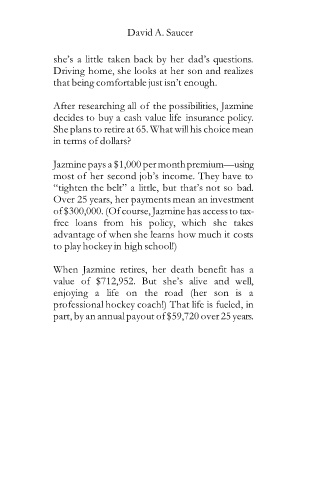 David A. Saucer
she's a little taken back by her dad's questions.
Driving home, she looks at her son and realizes
that being comfortable just isn't enough.
After researching all of the possibilities, Jazmine
decides to buy a cash value life insurance policy.
She plans to retire at 65. What will his choice mean
in terms of dollars?
Jazmine pays a $1,000 per month premium—using
most of her second job's income. They have to
“tighten the belt” a little, but that's not so bad.
Over 25 years, her payments mean an investment
of $300,000. (Of course, Jazmine has access to tax-
free loans from his policy, which she takes
advantage of when she learns how much it costs
to play hockey in high school!)
When Jazmine retires, her death benefit has a
value of $712,952. But she's alive and well,
enjoying a life on the road (her son is a
professional hockey coach!) That life is fueled, in
part, by an annual payout of $59,720 over 25 years.